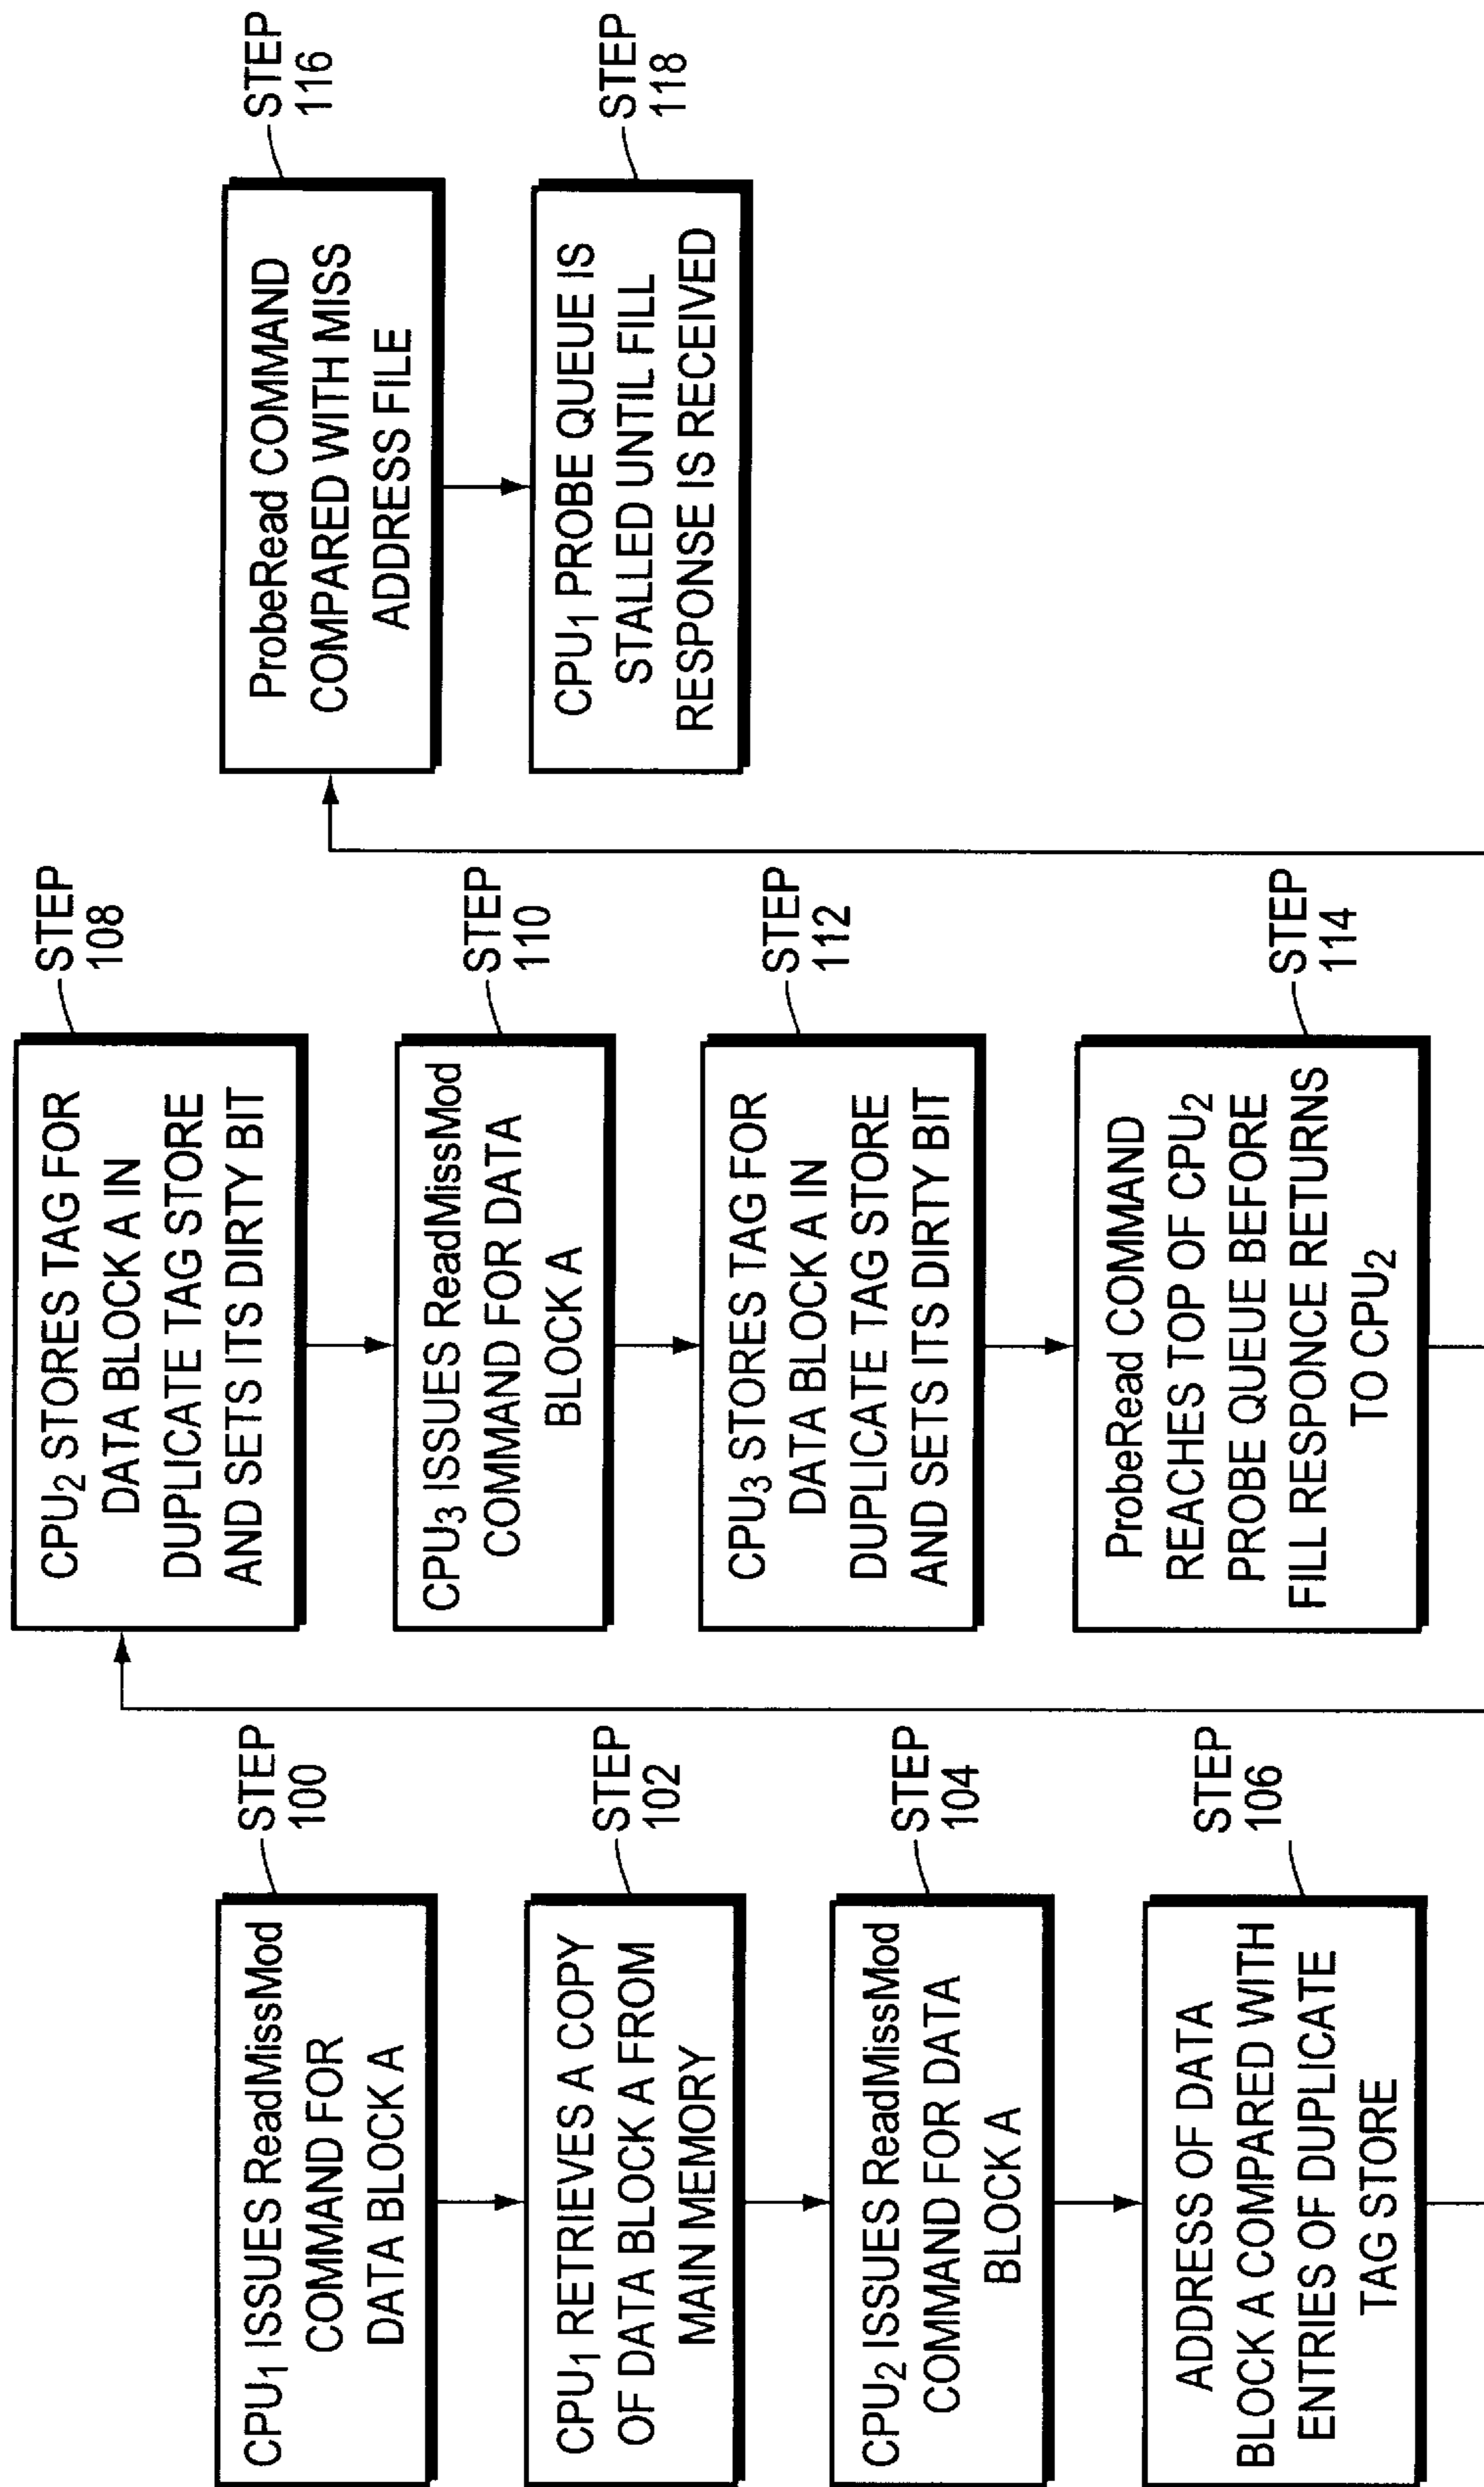 CPU1 ISSUES ReadMissMod
COMMAND FOR
DATA BLOCK A
STEP
100
CPU1 RETRIEVES A COPY
OF DATA BLOCK A FROM
MAIN MEMORY
STEP
102
CPU2 ISSUES ReadMissMod
COMMAND FOR DATA
BLOCK A
STEP
104
ADDRESS OF DATA
BLOCK A COMPARED WITH
ENTRIES OF DUPLICATE
TAG STORE
STEP
106
CPU2 STORES TAG FOR
DATA BLOCK A IN
DUPLICATE TAG STORE
AND SETS ITS DIRTY BIT
STEP
108
CPU3 ISSUES ReadMissMod
COMMAND FOR DATA
BLOCK A
STEP
110
CPU3 STORES TAG FOR
DATA BLOCK A IN
DUPLICATE TAG STORE
AND SETS ITS DIRTY BIT
STEP
112
ProbeRead COMMAND
REACHES TOP OF CPU2
PROBE QUEUE BEFORE
FILL RESPONCE RETURNS
TO CPU2
STEP
114
ProbeRead COMMAND
COMPARED WITH MISS
ADDRESS FILE
STEP
116
CPU1 PROBE QUEUE IS
STALLED UNTIL FILL
RESPONSE IS RECEIVED
STEP
118